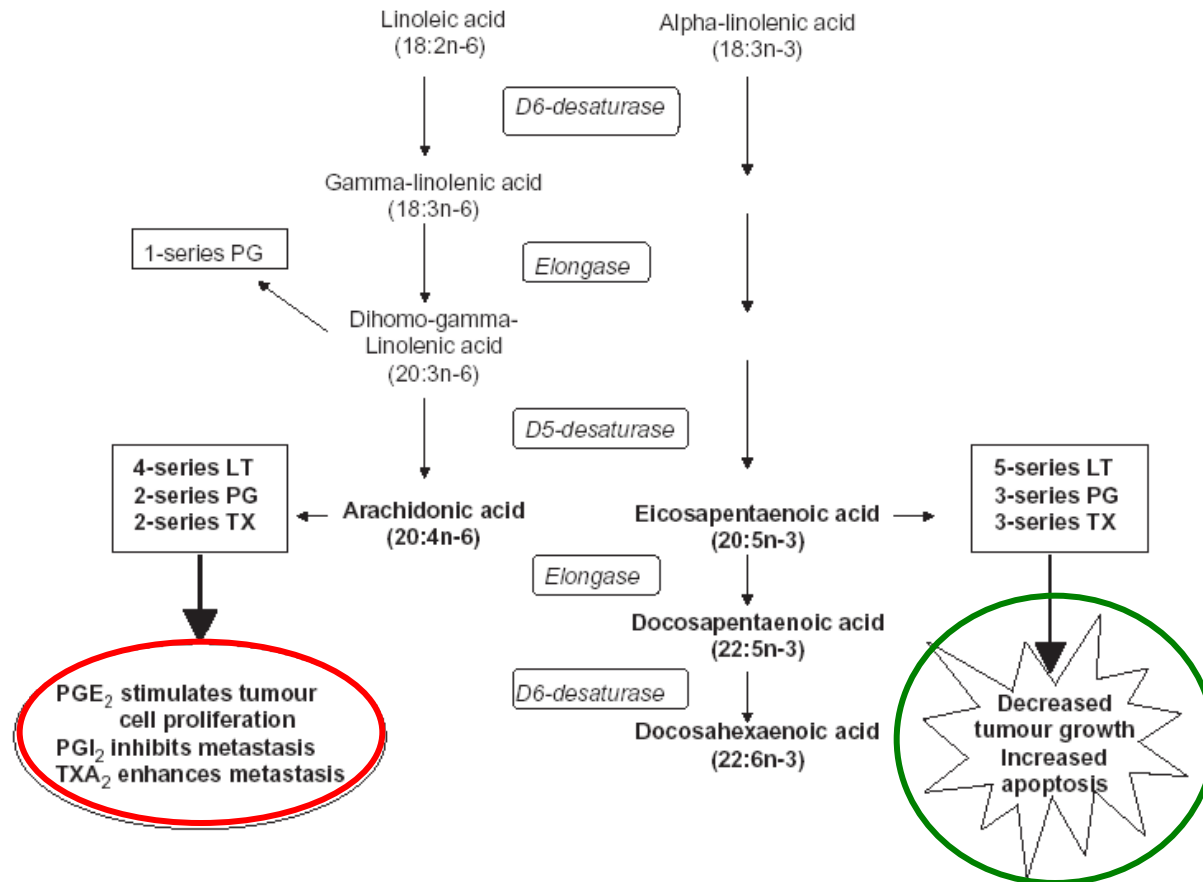 Linoleic acid
(18:2n-6)
Alpha-linolenic acid
(18:3n-3)
D6-desaturase
Gamma-linolenic acid
(18:3n-6)
1-series PG
Elongase
Dihomo-gamma-
Linolenic acid
(20:3n-6)
D5-desaturase
4-series LT
2-series PG
2-series TX
Arachidonic acid
(20:4n-6)
Eicosapentaenoic acid
(20:5n-3)
5-series LT
3-series PG
3-series TX
Elongase
Docosapentaenoic acid
(22:5n-3)
D6-desaturase
Docosahexaenoic acid
(22:6n-3)
PGE₂ stimulates tumour
cell proliferation
PGI₂ inhibits metastasis
TXA₂ enhances metastasis
Decreased
tumour growth
Increased
apoptosis